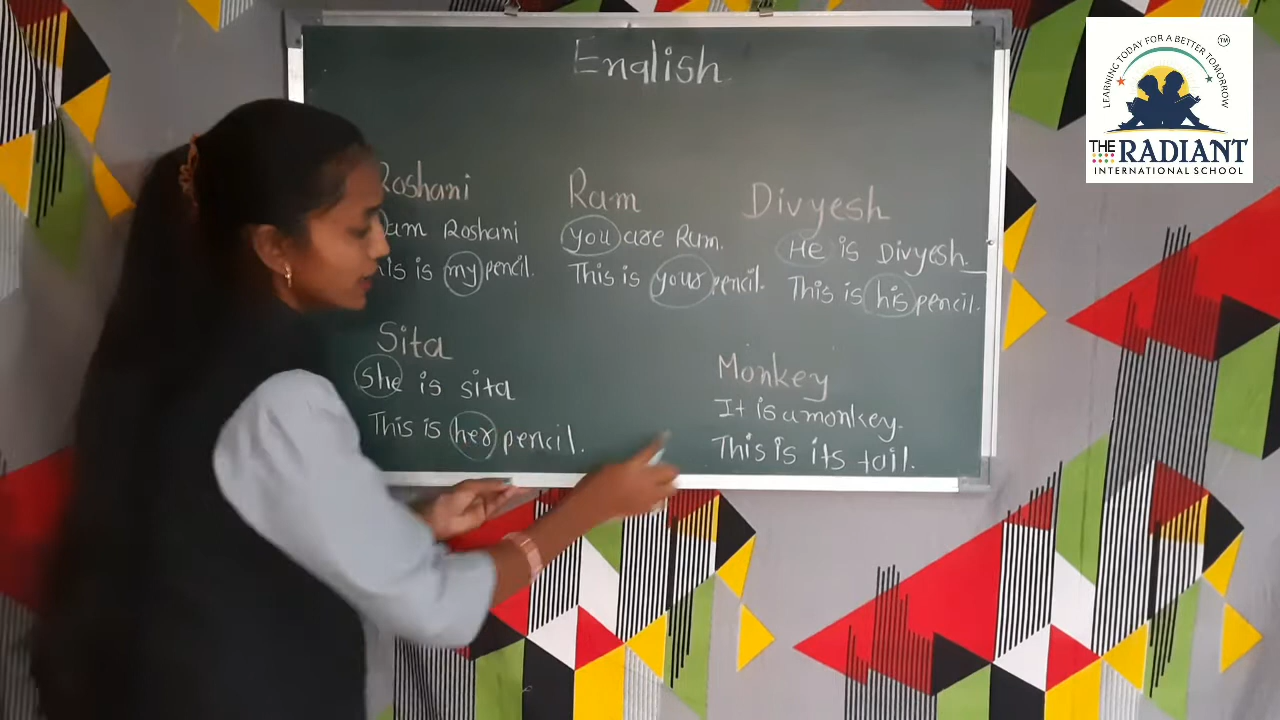 English
Roshani
am Roshani
is is my pencil.
Ram
you are Ram.
This is your pencil.
Divyesh
He is Divyesh.
This is his pencil.
Sita
She is sita
This is her pencil.
Monkey
It is a monkey.
This is its tail.
LEARNING TODAY FOR A BETTER TOMORROW
TM
THE RADIANT
INTERNATIONAL SCHOOL